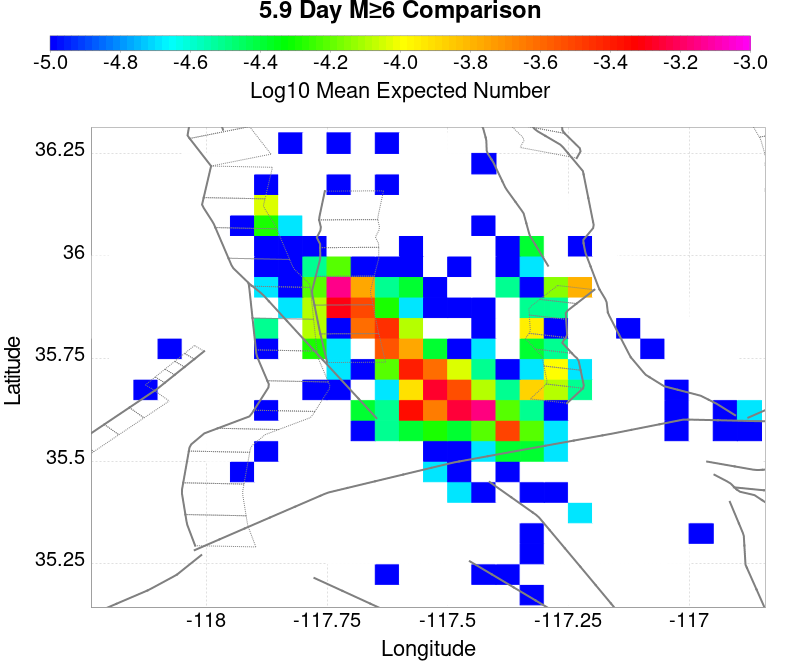 5.9 Day M≥6 Comparison
-5.0 -4.8 -4.6 -4.4 -4.2 -4.0 -3.8 -3.6 -3.4 -3.2 -3.0
Log10 Mean Expected Number
36.25
36
35.75
35.5
35.25
Latitude
-118 -117.75 -117.5 -117.25 -117
Longitude